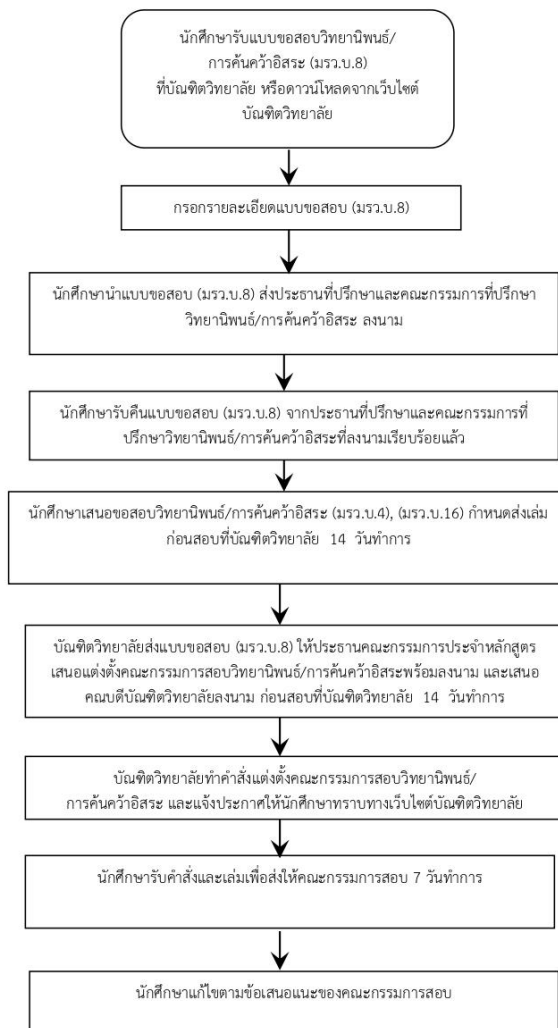 นักศึกษารับแบบขอสอบวิทยานิพนธ์/
การค้นคว้าอิสระ (มรว.บ.8)
ที่บัณฑิตวิทยาลัย หรือดาวน์โหลดจากเว็บไซต์
บัณฑิตวิทยาลัย
กรอกรายละเอียดแบบขอสอบ (มรว.บ.8)
นักศึกษานำแบบขอสอบ (มรว.บ.8) ส่งประธานที่ปรึกษาและคณะกรรมการที่ปรึกษา
วิทยานิพนธ์/การค้นคว้าอิสระ ลงนาม
นักศึกษารับคืนแบบขอสอบ (มรว.บ.8) จากประธานที่ปรึกษาและคณะกรรมการที่
ปรึกษาวิทยานิพนธ์/การค้นคว้าอิสระที่ลงนามเรียบร้อยแล้ว
นักศึกษาเสนอขอสอบวิทยานิพนธ์/การค้นคว้าอิสระ (มรว.บ.4), (มรว.บ.16) กำหนดส่งเล่ม
ก่อนสอบที่บัณฑิตวิทยาลัย 14 วันทำการ
บัณฑิตวิทยาลัยส่งแบบขอสอบ (มรว.บ.8) ให้ประธานคณะกรรมการประจำหลักสูตร
เสนอแต่งตั้งคณะกรรมการสอบวิทยานิพนธ์/การค้นคว้าอิสระพร้อมลงนาม และเสนอ
คณบดีบัณฑิตวิทยาลัยลงนาม ก่อนสอบที่บัณฑิตวิทยาลัย 14 วันทำการ
บัณฑิตวิทยาลัยทำคำสั่งแต่งตั้งคณะกรรมการสอบวิทยานิพนธ์/
การค้นคว้าอิสระ และแจ้งประกาศให้นักศึกษาทราบทางเว็บไซต์บัณฑิตวิทยาลัย
นักศึกษารับคำสั่งและเล่มเพื่อส่งให้คณะกรรมการสอบ 7 วันทำการ
นักศึกษาแก้ไขตามข้อเสนอแนะของคณะกรรมการสอบ